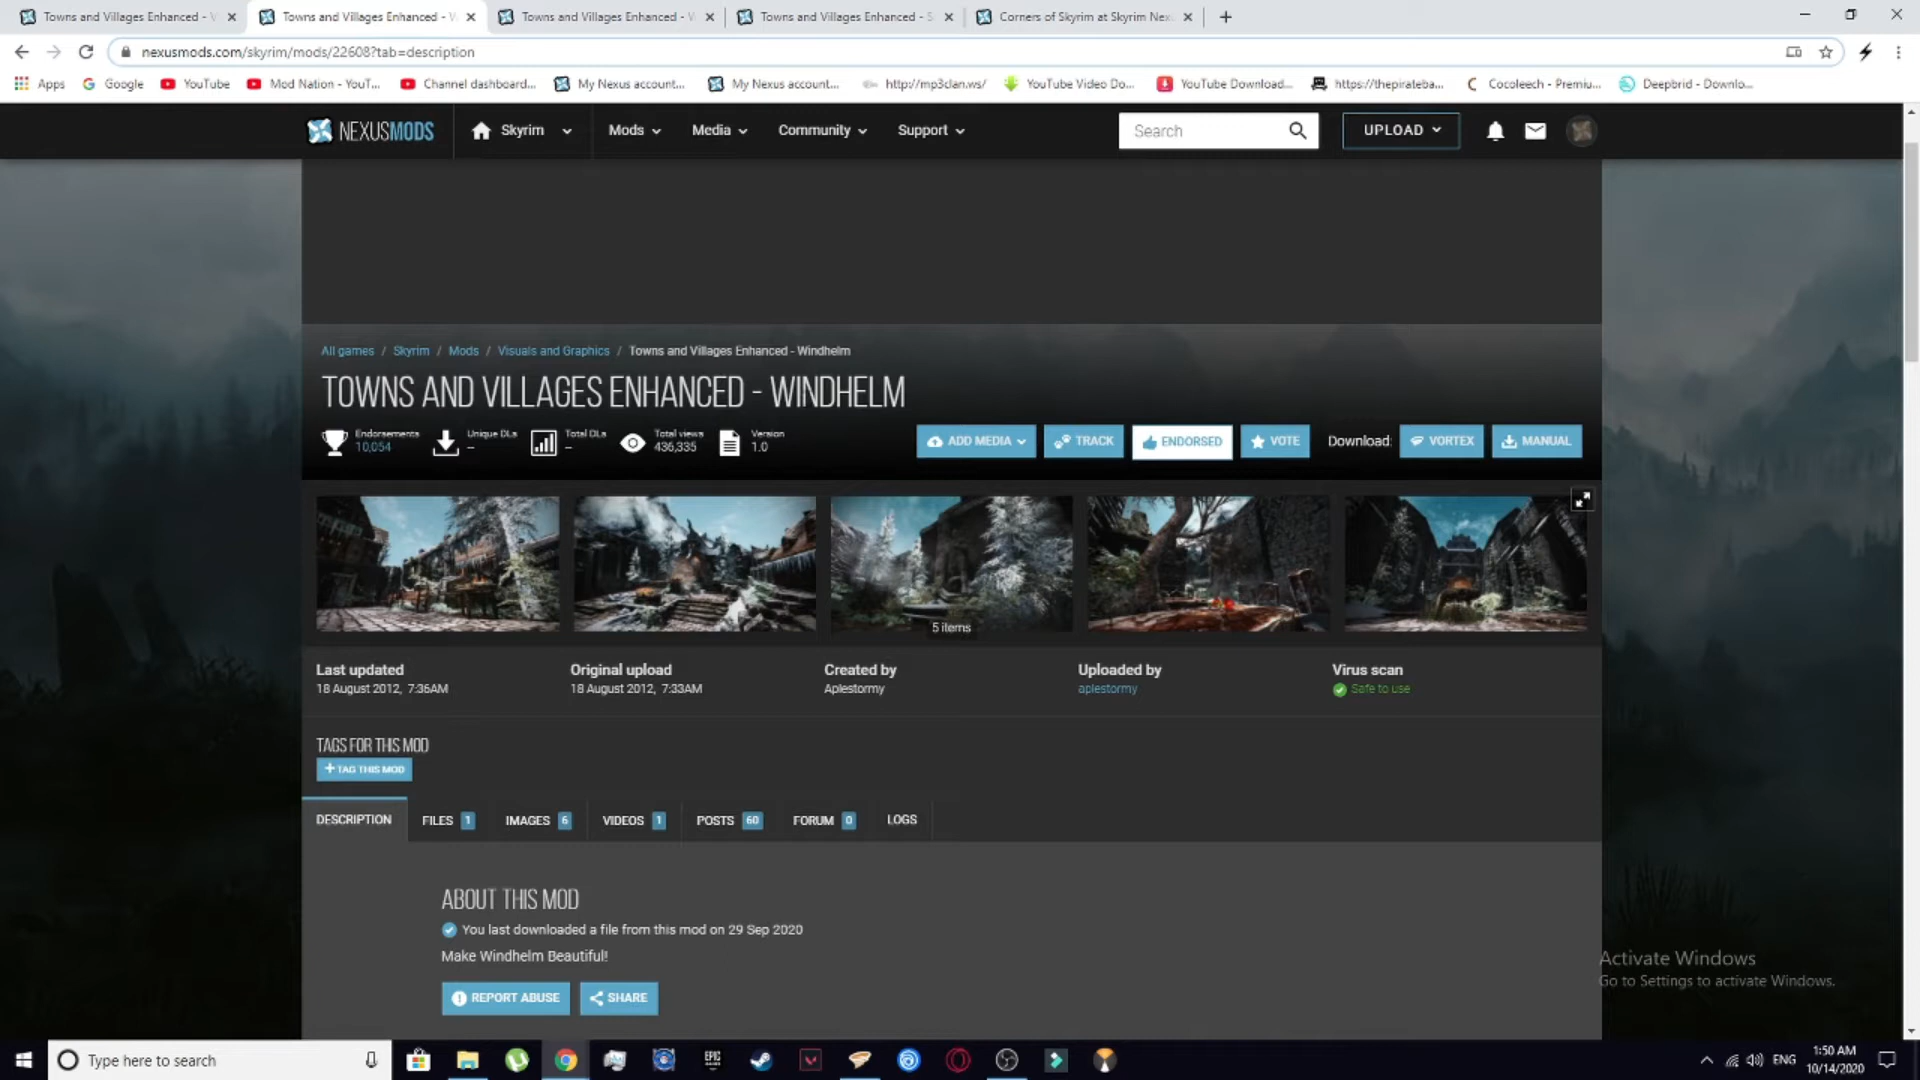 Towns and Villages Enhanced - V
Towns and Villages Enhanced - W
Towns and Villages Enhanced - W
Towns and Villages Enhanced - S
Corners of Skyrim at Skyrim Nex
nexusmods.com/skyrim/mods/22608?tab=description
Apps
Google
YouTube
Mod Nation - YouT...
Channel dashboard...
My Nexus account...
My Nexus account...
http://mp3clan.ws/
YouTube Video Do...
YouTube Download...
https://thepirateba...
Cocoleech - Premiu...
Deepbrid - Downlo...
NEXUSMODS
Skyrim
Mods
Media
Community
Support
Search
UPLOAD
All games / Skyrim / Mods / Visuals and Graphics / Towns and Villages Enhanced - Windhelm
TOWNS AND VILLAGES ENHANCED - WINDHELM
Endorsements
10,054
Unique DLs
--
Total DLs
--
Total views
436,335
Version
1.0
ADD MEDIA
TRACK
ENDORSED
VOTE
Download:
VORTEX
MANUAL
5 items
Last updated
18 August 2012, 7:36AM
Original upload
18 August 2012, 7:33AM
Created by
Aplestormy
Uploaded by
aplestormy
Virus scan
Safe to use
TAGS FOR THIS MOD
+ TAG THIS MOD
DESCRIPTION
FILES 1
IMAGES 6
VIDEOS 1
POSTS 60
FORUM 0
LOGS
ABOUT THIS MOD
You last downloaded a file from this mod on 29 Sep 2020
Make Windhelm Beautiful!
REPORT ABUSE
SHARE
Activate Windows
Go to Settings to activate Windows.
Type here to search
EPIC
ENG
1:50 AM
10/14/2020